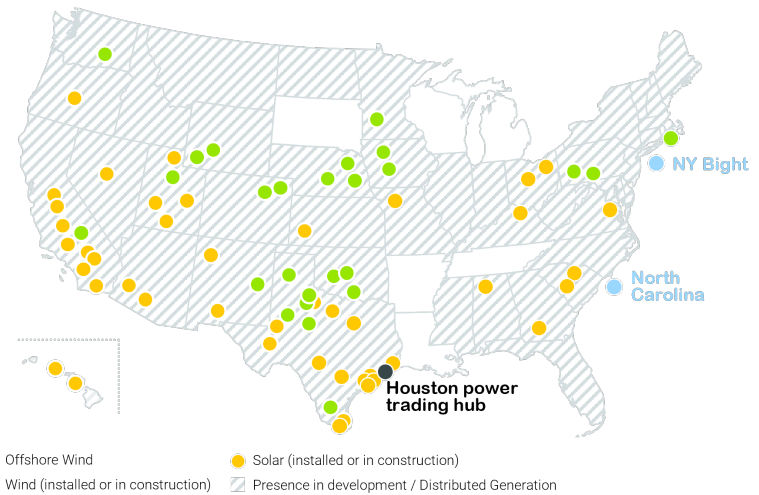 NY Bight
North
Carolina
Houston power
trading hub
Offshore Wind
Solar (installed or in construction)
Wind (installed or in construction)
Presence in development / Distributed Generation